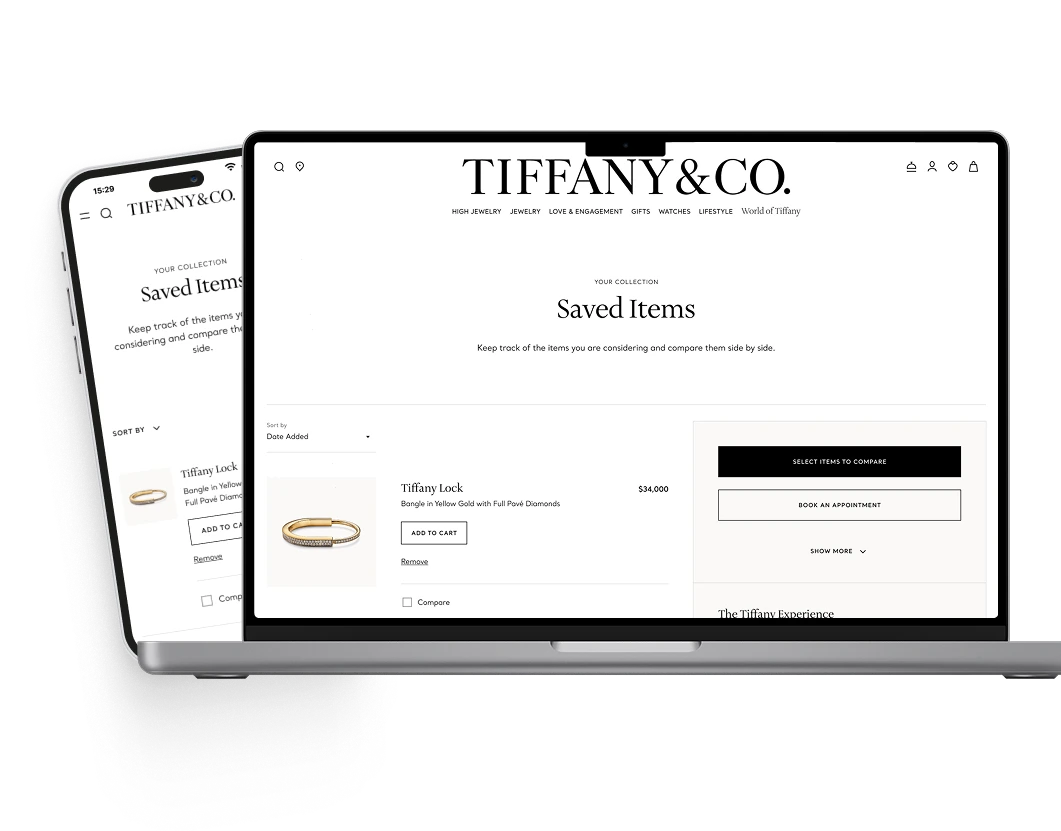 15:29
TIFFANY&CO.
YOUR COLLECTION
Saved Items
Keep track of the items
considering and compare
side.
SORT BY
Tiffany Lock
Bangle in Yellow
Full Pavé
ADD TO
Remove
TIFFANY&CO.
HIGH JEWELRY JEWELRY LOVE & ENGAGEMENT GIFTS WATCHES LIFESTYLE World of Tiffany
YOUR COLLECTION
Saved Items
Keep track of the items you are considering and compare them side by side.
Sort by
Date Added
Tiffany Lock $34,000
Bangle in Yellow Gold with Full Pavé Diamonds
ADD TO CART
Remove
Compare
SELECT ITEMS TO COMPARE
BOOK AN APPOINTMENT
SHOW MORE
The Tiffany Experience